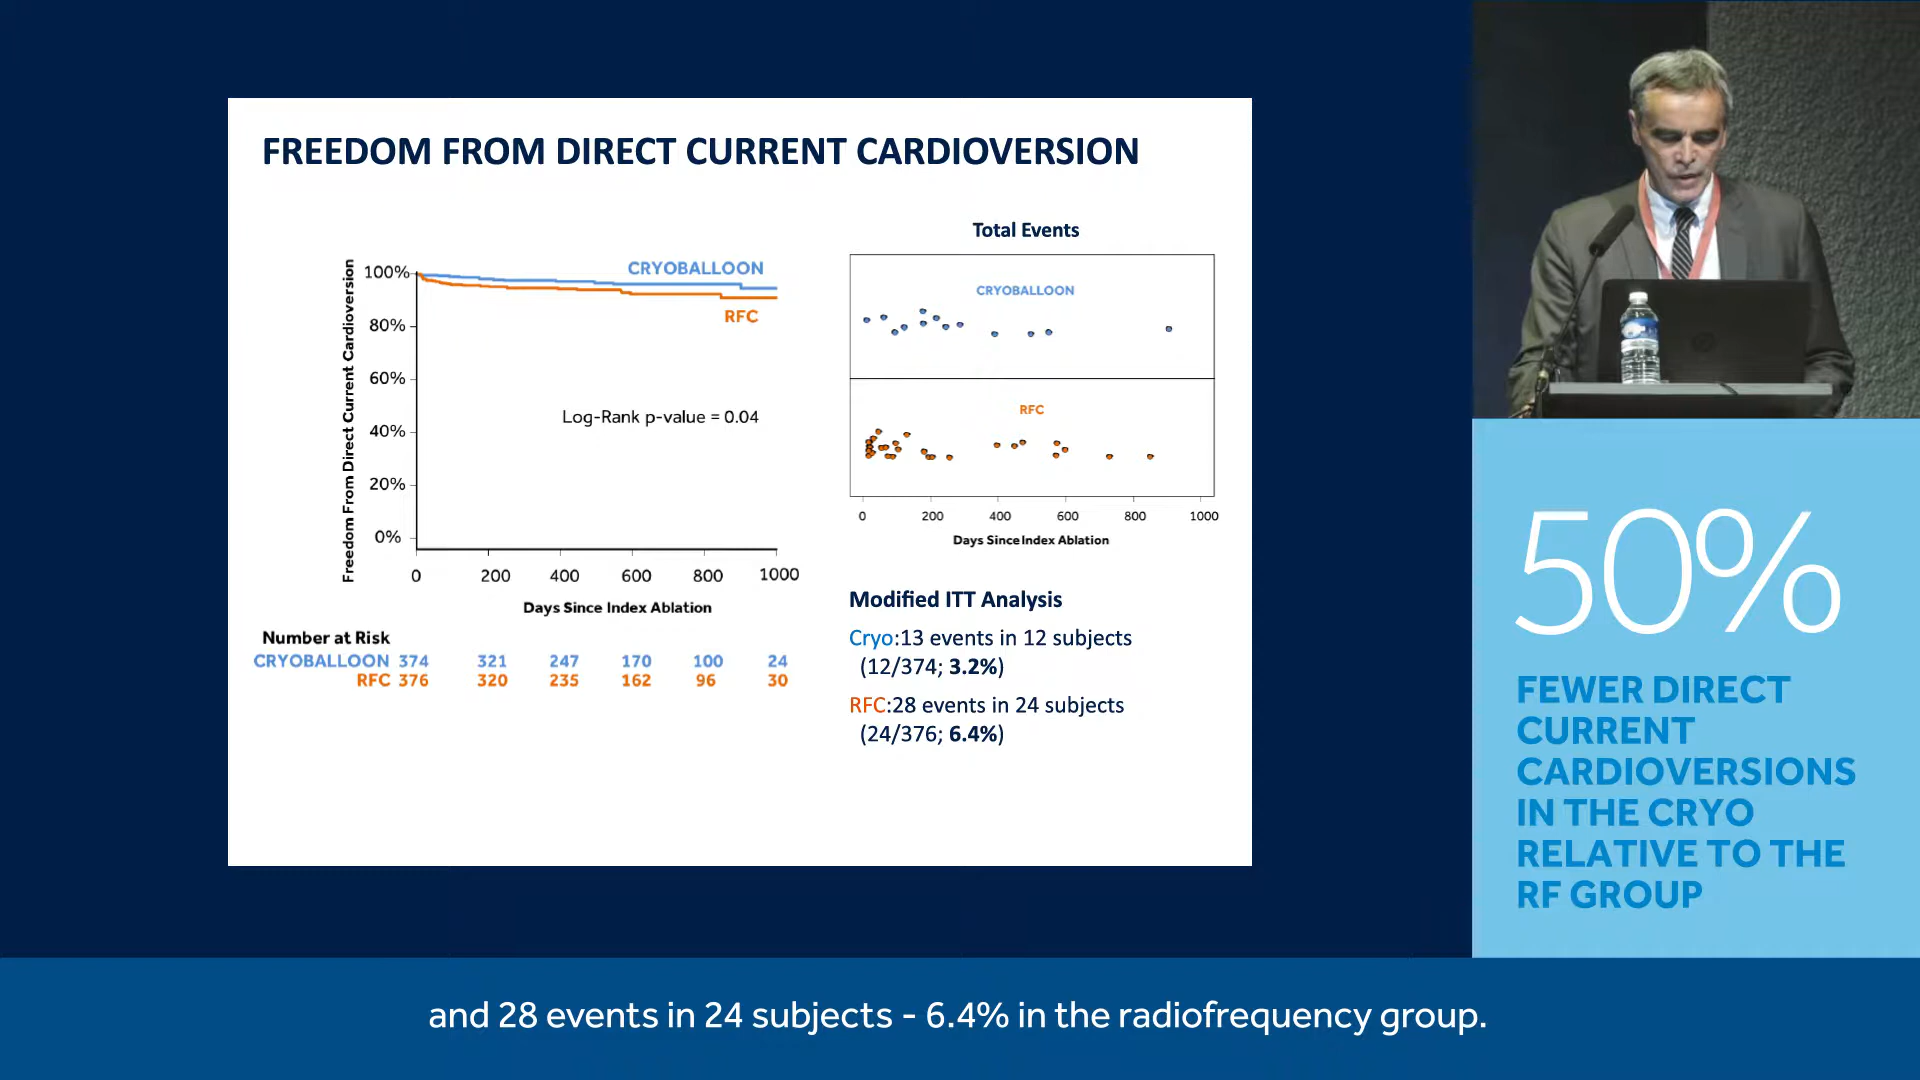 FREEDOM FROM DIRECT CURRENT CARDIOVERSION
Freedom From Direct Current Cardioversion
100%
80%
60%
40%
20%
0%
CRYOBALLOON
RFC
Log-Rank p-value = 0.04
0 200 400 600 800 1000
Days Since Index Ablation
Number at Risk
CRYOBALLOON 374 321 247 170 100 24
RFC 376 320 235 162 96 30
Total Events
CRYOBALLOON
RFC
0 200 400 600 800 1000
Days Since Index Ablation
Modified ITT Analysis
Cryo:13 events in 12 subjects
(12/374; 3.2%)
RFC:28 events in 24 subjects
(24/376; 6.4%)
50%
FEWER DIRECT
CURRENT
CARDIOVERSIONS
IN THE CRYO
RELATIVE TO THE
RF GROUP
and 28 events in 24 subjects - 6.4% in the radiofrequency group.